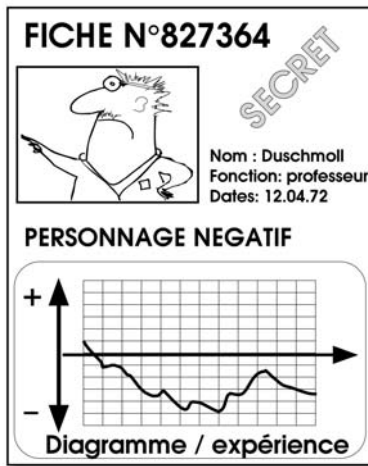 FICHE N°827364
SECRET
Nom : Duschmoll
Fonction: professeur
Dates: 12.04.72
PERSONNAGE NEGATIF
+
–
Diagramme / expérience